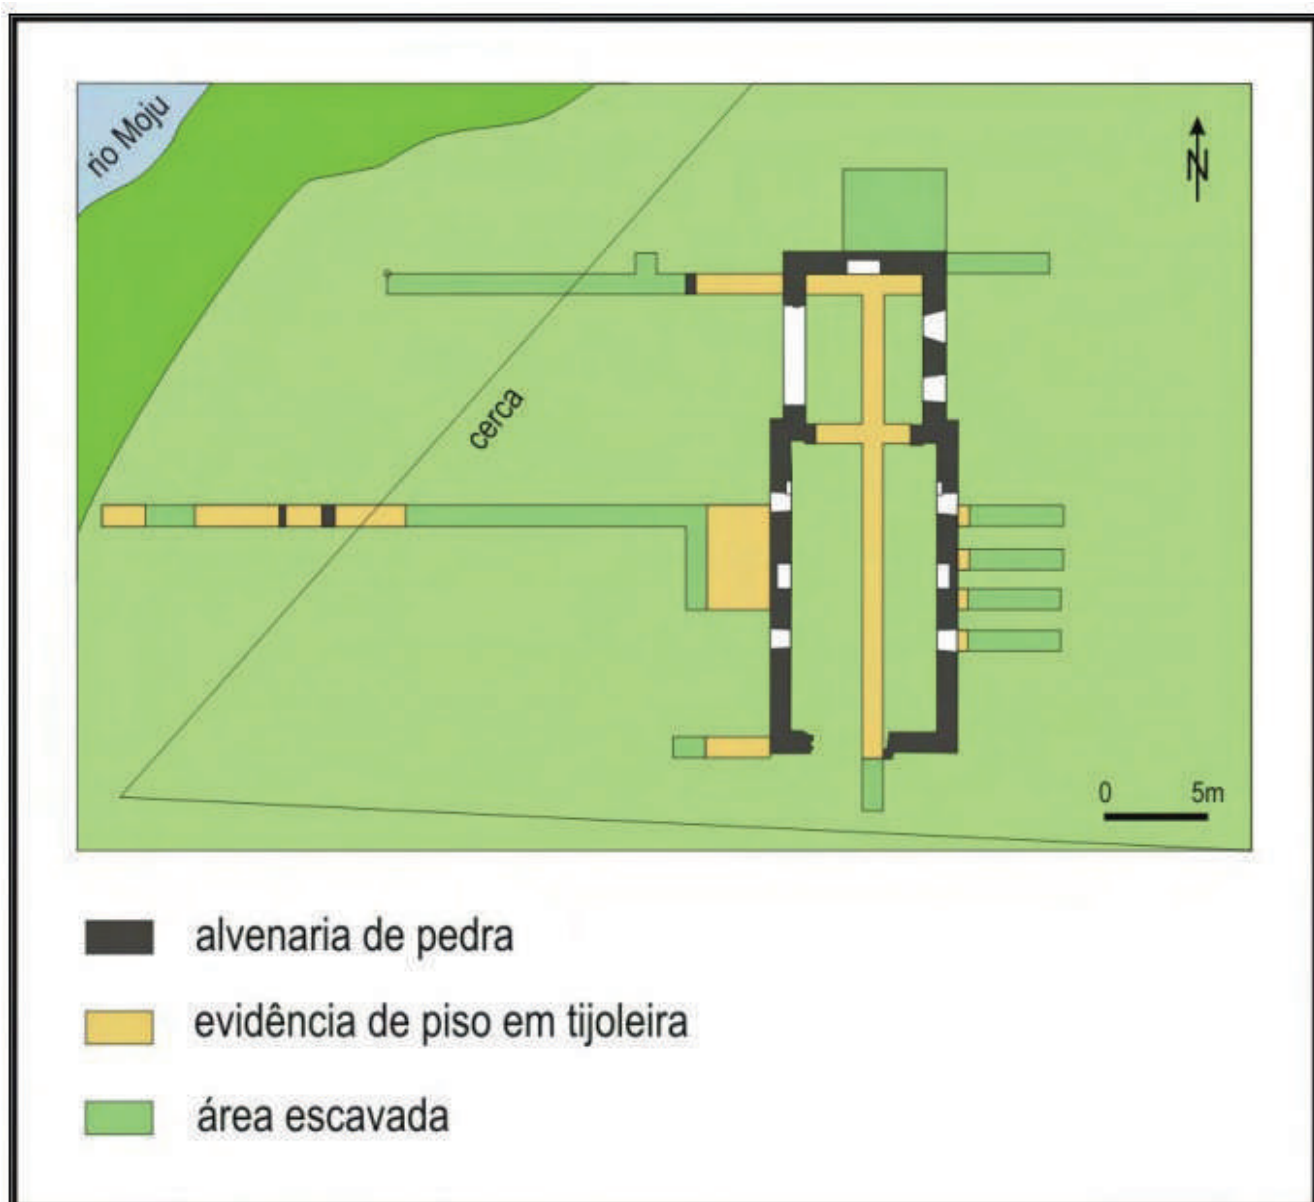 rio Moju
N
cerca
0 5m
alvenaria de pedra
evidência de piso em tijoleira
área escavada